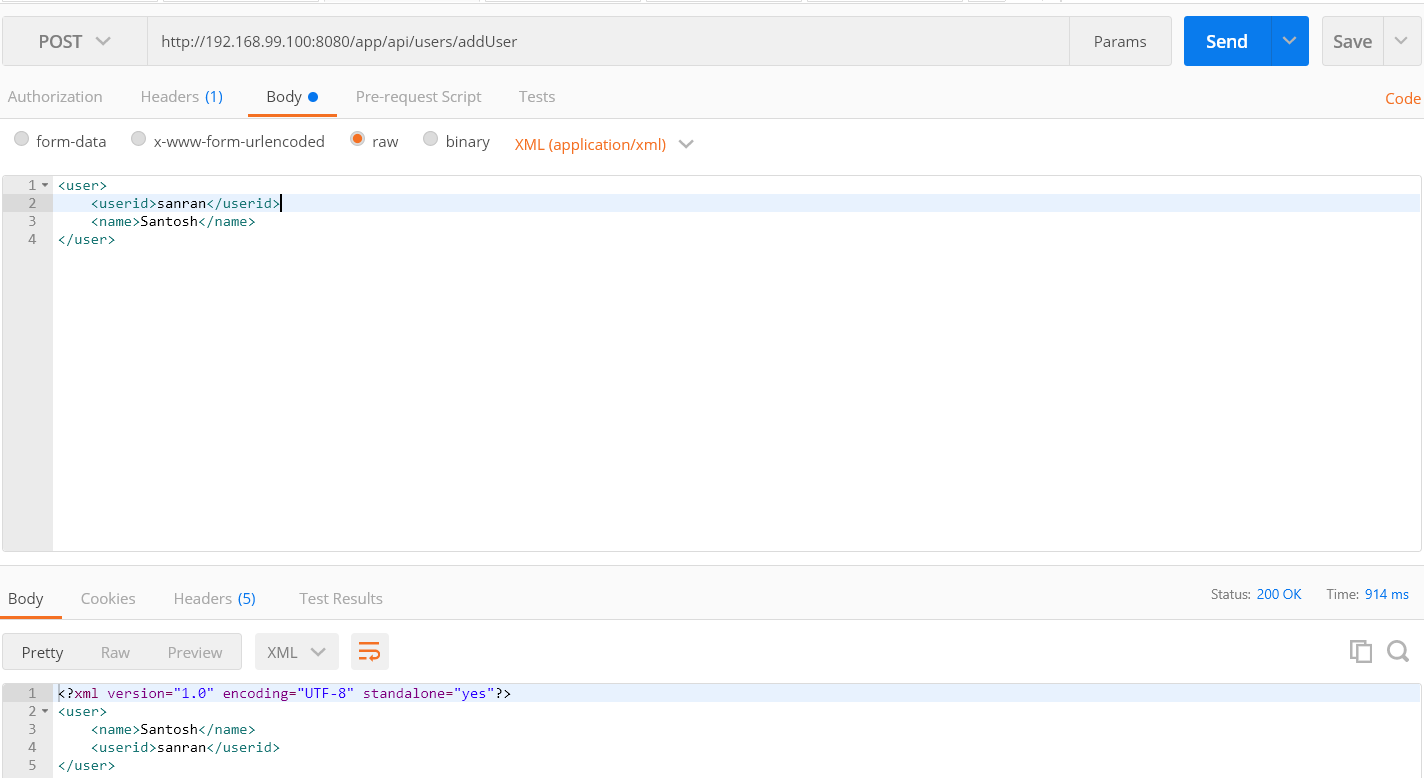 POST http://192.168.99.100:8080/app/api/users/addUser Params Send Save
Authorization Headers (1) Body Pre-request Script Tests Code
form-data x-www-form-urlencoded raw binary XML (application/xml)
1 <user>
2 <userid>sanran</userid>
3 <name>Santosh</name>
4 </user>
Body Cookies Headers (5) Test Results Status: 200 OK Time: 914 ms
Pretty Raw Preview XML
1 <?xml version="1.0" encoding="UTF-8" standalone="yes"?>
2 <user>
3 <name>Santosh</name>
4 <userid>sanran</userid>
5 </user>